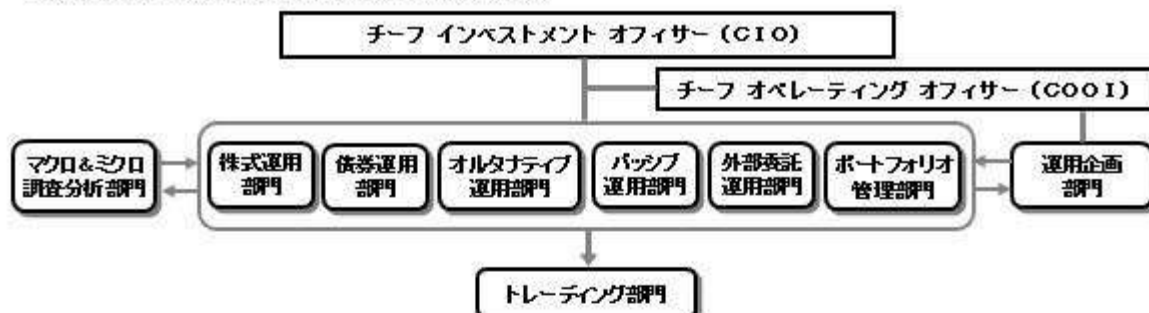 チーフ インベストメント オフィサー (CIO)
チーフ オペレーティング オフィサー (COOI)
マクロ&ミクロ
調査分析部門
株式運用
部門
債券運用
部門
オルタナティブ
運用部門
パッシブ
運用部門
外部委託
運用部門
ポートフォリオ
管理部門
運用企画
部門
トレーディング部門